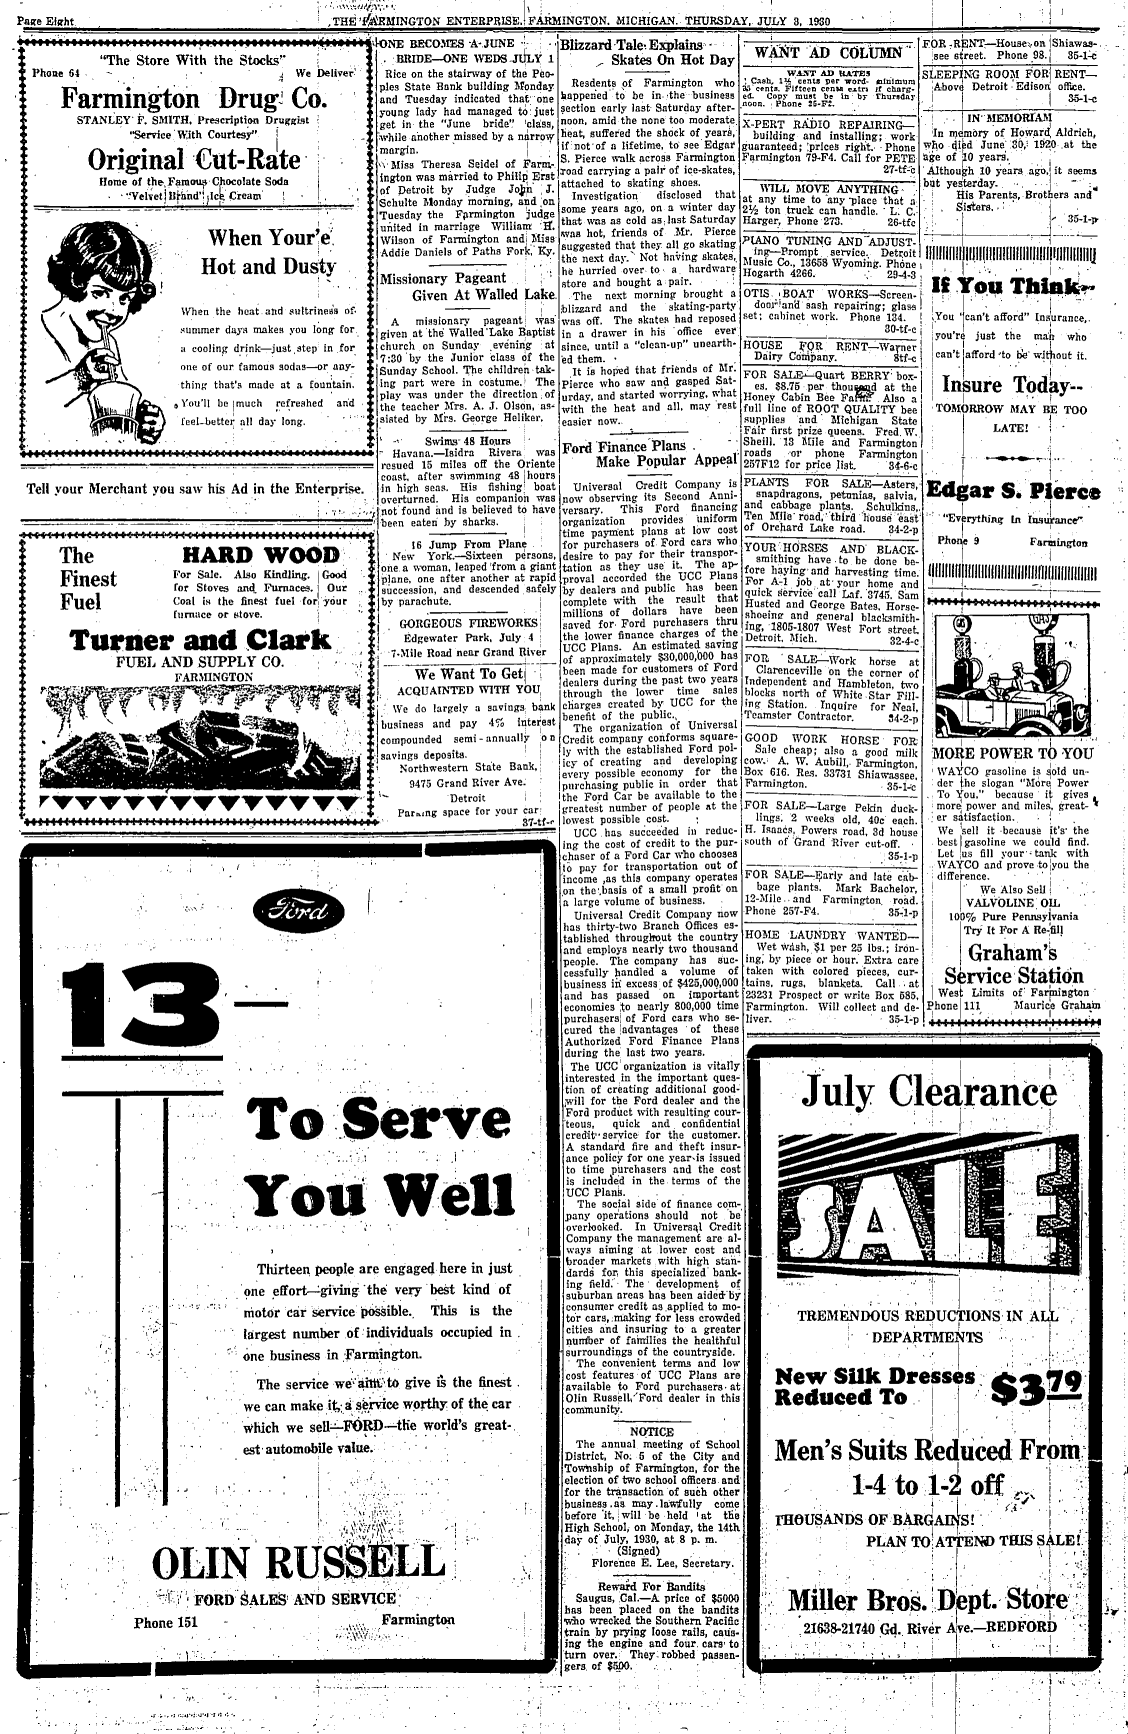 Page Eight
THE FARMINGTON ENTERPRISE, FARMINGTON, MICHIGAN. THURSDAY, JULY 3, 1930
"The Store With the Stocks"
Phone 64 We Deliver
Farmington Drug Co.
STANLEY F. SMITH, Prescription Druggist
"Service With Courtesy"
Original Cut-Rate
Home of the Famous Chocolate Soda
"Velvet Brand" Ice Cream
When Your'e
Hot and Dusty
When the heat and sultriness of
summer days makes you long for
a cooling drink—just step in for
one of our famous sodas—or any-
thing that's made at a fountain.
You'll be much refreshed and
feel better all day long.
Tell your Merchant you saw his Ad in the Enterprise.
The
Finest
Fuel
HARD WOOD
For Sale. Also Kindling. Good
for Stoves and Furnaces. Our
Coal is the finest fuel for your
furnace or stove.
Turner and Clark
FUEL AND SUPPLY CO.
FARMINGTON
Ford
13—
To Serve
You Well
Thirteen people are engaged here in just
one effort—giving the very best kind of
motor car service possible. This is the
largest number of individuals occupied in
one business in Farmington.
The service we aim to give is the finest
we can make it, a service worthy of the car
which we sell—FORD—the world's great-
est automobile value.
OLIN RUSSELL
FORD SALES AND SERVICE
Phone 151 Farmington
ONE BECOMES A JUNE
BRIDE—ONE WEDS JULY 1
Rice on the stairway of the Peo-
ples State Bank building Monday
and Tuesday indicated that one
young lady had managed to just
get in the "June bride" class,
while another missed by a narrow
margin.
Miss Theresa Seidel of Farm-
ington was married to Philip Erst
of Detroit by Judge John J.
Schulte Monday morning, and on
Tuesday the Farmington judge
united in marriage William H.
Wilson of Farmington and Miss
Addie Daniels of Paths Fork, Ky.
Missionary Pageant
Given At Walled Lake
A missionary pageant was
given at the Walled Lake Baptist
church on Sunday evening at
7:30 by the Junior class of the
Sunday School. The children tak-
ing part were in costume. The
play was under the direction of
the teacher Mrs. A. J. Olson, as-
sisted by Mrs. George Heliker.
Swims 48 Hours
Havana.—Isidra Rivera was
resued 15 miles off the Oriente
coast, after swimming 48 hours
in high seas. His fishing boat
overturned. His companion was
not found and is believed to have
been eaten by sharks.
16 Jump From Plane
New York—Sixteen persons,
one a woman, leaped from a giant
plane, one after another at rapid
succession, and descended safely
by parachute.
GORGEOUS FIREWORKS
Edgewater Park, July 4
7-Mile Road near Grand River
We Want To Get
ACQUAINTED WITH YOU
We do largely a savings bank
business and pay 4% interest
compounded semi-annually on
savings deposits.
Northwestern State Bank,
9475 Grand River Ave.
Detroit
Parking space for your car
37-tf-c
Blizzard Tale Explains
Skates On Hot Day
Residents of Farmington who
happened to be in the business
section early last Saturday after-
noon, amid the none too moderate
heat, suffered the shock of years,
if not of a lifetime, to see Edgar
S. Pierce walk across Farmington
road carrying a pair of ice-skates,
attached to skating shoes.
Investigation disclosed that
some years ago, on a winter day
that was as cold as last Saturday
was hot, friends of Mr. Pierce
suggested that they all go skating
the next day. Not having skates,
he hurried over to a hardware
store and bought a pair.
The next morning brought a
blizzard and the skating-party
was off. The skates had reposed
in a drawer in his office ever
since, until a "clean-up" unearth-
ed them.
It is hoped that friends of Mr.
Pierce who saw and gasped Sat-
urday, and started worrying, what
with the heat and all, may rest
easier now.
Ford Finance Plans
Make Popular Appeal
Universal Credit Company is
now observing its Second Anni-
versary. This Ford financing
organization provides uniform
time payment plans at low cost
for purchasers of Ford cars who
desire to pay for their transpor-
tation as they use it. The ap-
proval accorded the UCC Plans
by dealers and public has been
complete with the result that
millions of dollars have been
saved for Ford purchasers thru
the lower finance charges of the
UCC Plans. An estimated saving
of approximately $30,000,000 has
been made for customers of Ford
dealers during the past two years
through the lower time sales
charges created by UCC for the
benefit of the public.
The organization of Universal
Credit company conforms square-
ly with the established Ford pol-
icy of creating and developing
every possible economy for the
purchasing public in order that
the Ford Car be available to the
greatest number of people at the
lowest possible cost.
UCC has succeeded in reduc-
ing the cost of credit to the pur-
chaser of a Ford Car who chooses
to pay for transportation out of
income ,as this company operates
on the basis of a small profit on
a large volume of business.
Universal Credit Company now
has thirty-two Branch Offices es-
tablished throughout the country
and employs nearly two thousand
people. The company has suc-
cessfully handled a volume of
business in excess of $425,000,000
and has passed on important
economies to nearly 800,000 time
purchasers of Ford cars who se-
cured the advantages of these
Authorized Ford Finance Plans
during the last two years.
The UCC organization is vitally
interested in the important ques-
tion of creating additional good-
will for the Ford dealer and the
Ford product with resulting cour-
teous, quick and confidential
credit service for the customer.
A standard fire and theft insur-
ance policy for one year is issued
to time purchasers and the cost
is included in the terms of the
UCC Plans.
The social side of finance com-
pany operations should not be
overlooked. In Universal Credit
Company the management are al-
ways aiming at lower cost and
broader markets with high stan-
dards for this specialized bank-
ing field. The development of
suburban areas has been aided by
consumer credit as applied to mo-
tor cars, making for less crowded
cities and insuring to a greater
number of families the healthful
surroundings of the countryside.
The convenient terms and low
cost features of UCC Plans are
available to Ford purchasers at
Olin Russell, Ford dealer in this
community.
NOTICE
The annual meeting of School
District, No. 5 of the City and
Township of Farmington, for the
election of two school officers and
for the transaction of such other
business as may lawfully come
before it, will be held at the
High School, on Monday, the 14th
day of July, 1930, at 8 p. m.
(Signed)
Florence E. Lee, Secretary.
Reward For Bandits
Saugus, Cal.—A price of $5000
has been placed on the bandits
who wrecked the Southern Pacific
train by prying loose rails, caus-
ing the engine and four cars to
turn over. They robbed passen-
gers of $500.
WANT AD COLUMN
WANT AD RATES
Cash, 1½ cents per word minimum
35 cents. Fifteen cents extra if charg-
ed. Copy must be in by Thursday
noon. Phone 25-F2.
X-PERT RADIO REPAIRING—
building and installing; work
guaranteed; prices right. Phone
Farmington 79-F4. Call for PETE
27-tf-c
WILL MOVE ANYTHING
at any time to any place that a
2½ ton truck can handle. L. C.
Harger, Phone 273. 26-tfc
PIANO TUNING AND ADJUST-
ing—Prompt service. Detroit
Music Co., 13658 Wyoming. Phone
Hogarth 4266. 29-4-3
OTIS BOAT WORKS—Screen-
door and sash repairing; glass
set; cabinet work. Phone 134.
30-tf-c
HOUSE FOR RENT—Warner
Dairy Company. 8tf-c
FOR SALE—Quart BERRY box-
es. $8.75 per thousand at the
Honey Cabin Bee Farm. Also a
full line of ROOT QUALITY bee
supplies and Michigan State
Fair first prize queens. Fred W.
Sheill. 13 Mile and Farmington
roads or phone Farmington
257F12 for price list. 34-6-c
PLANTS FOR SALE—Asters,
snapdragons, petunias, salvia,
and cabbage plants. Schulkins,
Ten Mile road, third house east
of Orchard Lake road. 34-2-p
YOUR HORSES AND BLACK-
smithing have to be done be-
fore haying and harvesting time.
For A-1 job at your home and
quick service call Laf. 3745. Sam
Husted and George Bates, Horse-
shoeing and general blacksmith-
ing, 1805-1807 West Fort street,
Detroit, Mich. 32-4-c
FOR SALE—Work horse at
Clarenceville on the corner of
Independent and Hambleton, two
blocks north of White Star Fill-
ing Station. Inquire for Neal,
Teamster Contractor. 34-2-p
GOOD WORK HORSE FOR
Sale cheap; also a good milk
cow. A. W. Aubill, Farmington,
Box 616. Res. 33731 Shiawassee,
Farmington. 35-1-c
FOR SALE—Large Pekin duck-
lings. 2 weeks old, 40c each.
H. Isaacs, Powers road, 3d house
south of Grand River cut-off.
35-1-p
FOR SALE—Early and late cab-
bage plants. Mark Bachelor,
12-Mile and Farmington road.
Phone 257-F4. 35-1-p
HOME LAUNDRY WANTED—
Wet wash, $1 per 25 lbs.; iron-
ing, by piece or hour. Extra care
taken with colored pieces, cur-
tains, rugs, blankets. Call at
23231 Prospect or write Box 585,
Farmington. Will collect and de-
liver. 35-1-p
FOR RENT—House on Shiawas-
see street. Phone 98. 35-1-c
SLEEPING ROOM FOR RENT—
Above Detroit Edison office.
35-1-c
IN MEMORIAM
In memory of Howard Aldrich,
who died June 30, 1920 at the
age of 10 years.
Although 10 years ago, it seems
but yesterday.
His Parents, Brothers and
Sisters.
35-1-p
If You Think--
You "can't afford" Insurance,
you're just the man who
can't afford to be without it.
Insure Today--
TOMORROW MAY BE TOO
LATE!
Edgar S. Pierce
"Everything In Insurance"
Phone 9 Farmington
GAS
MORE POWER TO YOU
WAYCO gasoline is sold un-
der the slogan "More Power
To You," because it gives
more power and miles, great-
er satisfaction.
We sell it because it's the
best gasoline we could find.
Let us fill your tank with
WAYCO and prove to you the
difference.
We Also Sell
VALVOLINE OIL
100% Pure Pennsylvania
Try It For A Re-fill
Graham's
Service Station
West Limits of Farmington
Phone 111 Maurice Graham
July Clearance
SALE
TREMENDOUS REDUCTIONS IN ALL
DEPARTMENTS
New Silk Dresses
Reduced To $3.79
Men's Suits Reduced From
1-4 to 1-2 off
THOUSANDS OF BARGAINS!
PLAN TO ATTEND THIS SALE!
Miller Bros. Dept. Store
21638-21740 Gd. River Ave.—REDFORD